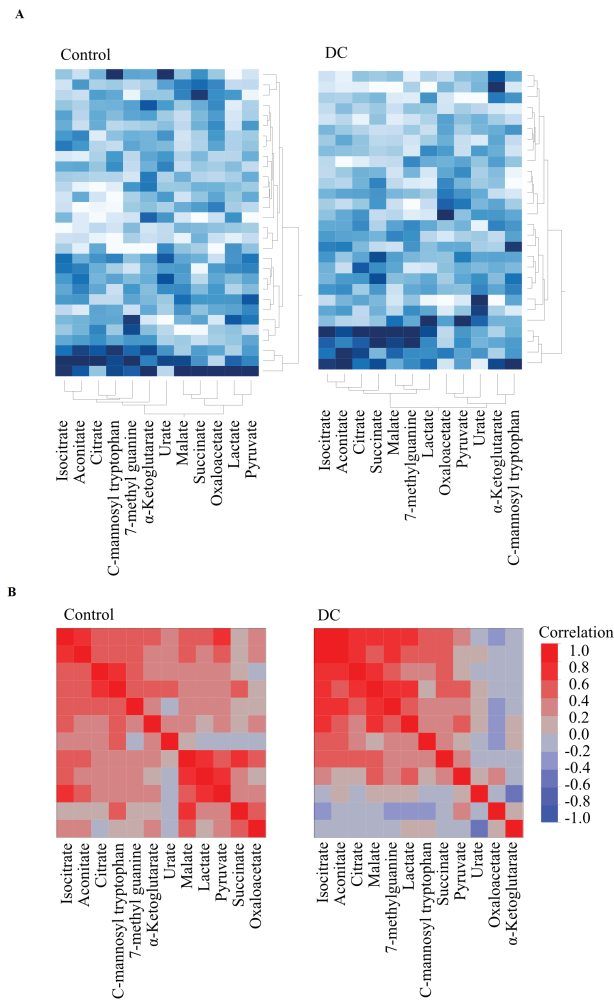 A
Control
DC
Isocitrate
Aconitate
Citrate
C-mannosyl tryptophan
7-methyl guanine
α-Ketoglutarate
Urate
Malate
Succinate
Oxaloacetate
Lactate
Pyruvate
Isocitrate
Aconitate
Citrate
Succinate
Malate
7-methylguanine
Lactate
Oxaloacetate
Pyruvate
Urate
α-Ketoglutarate
C-mannosyl tryptophan
B
Control
DC
Correlation
1.0
0.8
0.6
0.4
0.2
0.0
-0.2
-0.4
-0.6
-0.8
-1.0
Isocitrate
Aconitate
Citrate
C-mannosyl tryptophan
7-methyl guanine
α-Ketoglutarate
Urate
Malate
Lactate
Pyruvate
Succinate
Oxaloacetate
Isocitrate
Aconitate
Citrate
Malate
7-methylguanine
Lactate
C-mannosyl tryptophan
Succinate
Pyruvate
Urate
Oxaloacetate
α-Ketoglutarate